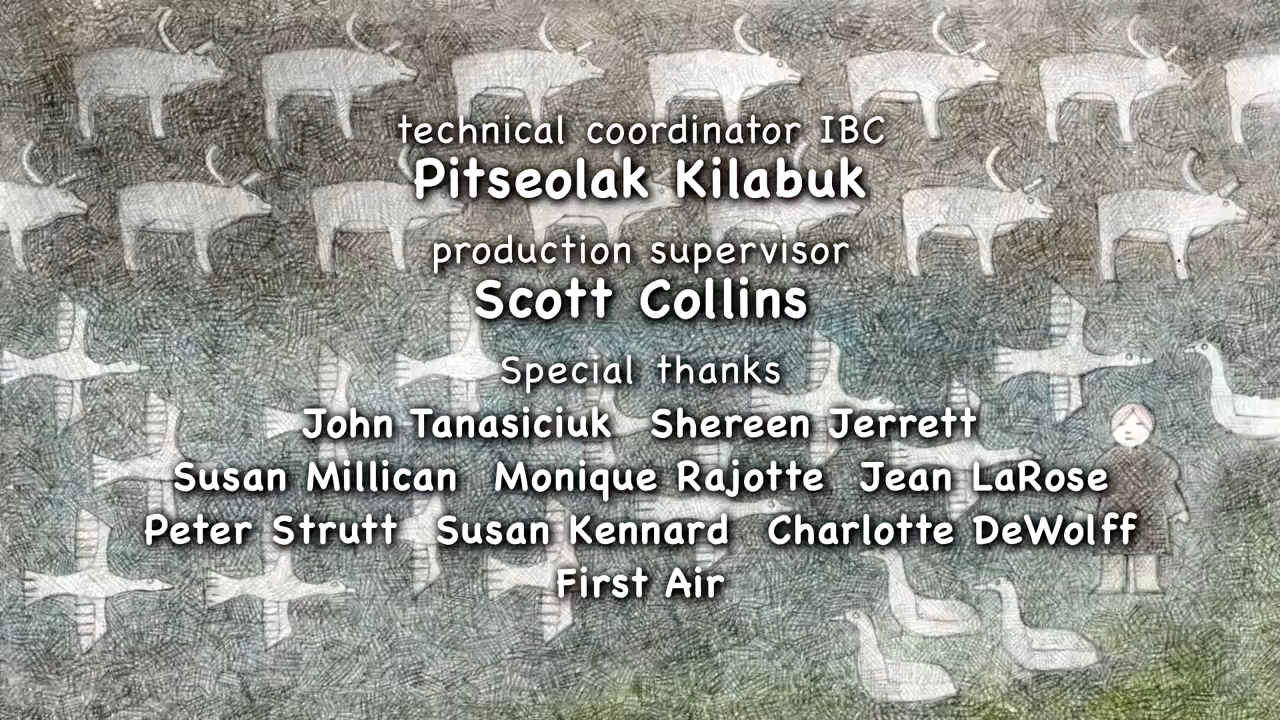 technical coordinator IBC
Pitseolak Kilabuk
production supervisor
Scott Collins
Special thanks
John Tanasiciuk Shereen Jerrett
Susan Millican Monique Rajotte Jean LaRose
Peter Strutt Susan Kennard Charlotte DeWolff
First Air